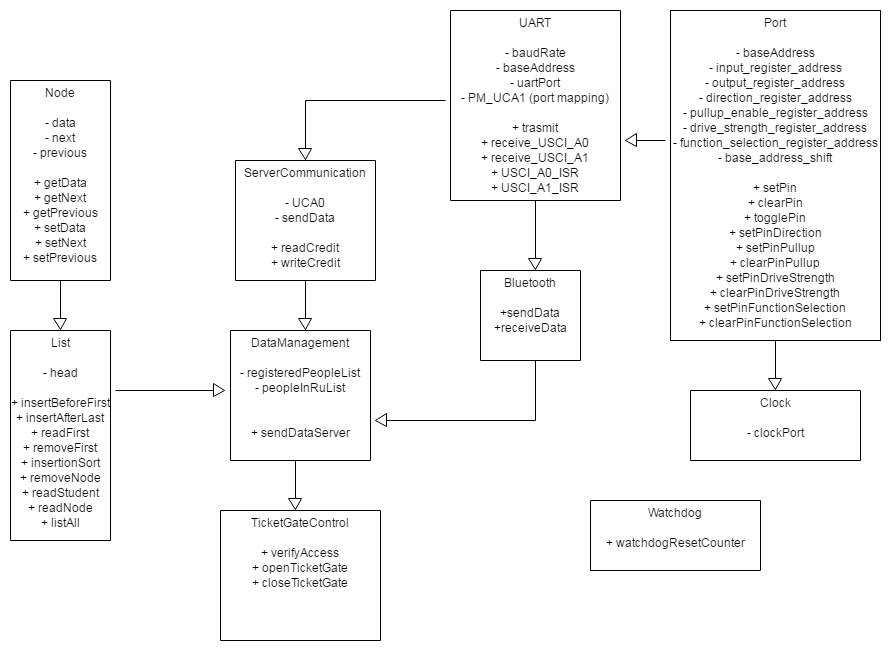 UART
- baudRate
- baseAddress
- uartPort
- PM_UCA1 (port mapping)
+ trasmit
+ receive_USCI_A0
+ receive_USCI_A1
+ USCI_A0_ISR
+ USCI_A1_ISR
Port
- baseAddress
- input_register_address
- output_register_address
- direction_register_address
- pullup_enable_register_address
- drive_strength_register_address
- function_selection_register_address
- base_address_shift
+ setPin
+ clearPin
+ togglePin
+ setPinDirection
+ setPinPullup
+ clearPinPullup
+ setPinDriveStrength
+ clearPinDriveStrength
+ setPinFunctionSelection
+ clearPinFunctionSelection
Node
- data
- next
- previous
+ getData
+ getNext
+ getPrevious
+ setData
+ setNext
+ setPrevious
ServerCommunication
- UCA0
- sendData
+ readCredit
+ writeCredit
Bluetooth
+sendData
+receiveData
List
- head
+ insertBeforeFirst
+ insertAfterLast
+ readFirst
+ removeFirst
+ insertionSort
+ removeNode
+ readStudent
+ readNode
+ listAll
DataManagement
- registeredPeopleList
- peopleInRuList
+ sendDataServer
Clock
- clockPort
TicketGateControl
+ verifyAccess
+ openTicketGate
+ closeTicketGate
Watchdog
+ watchdogResetCounter